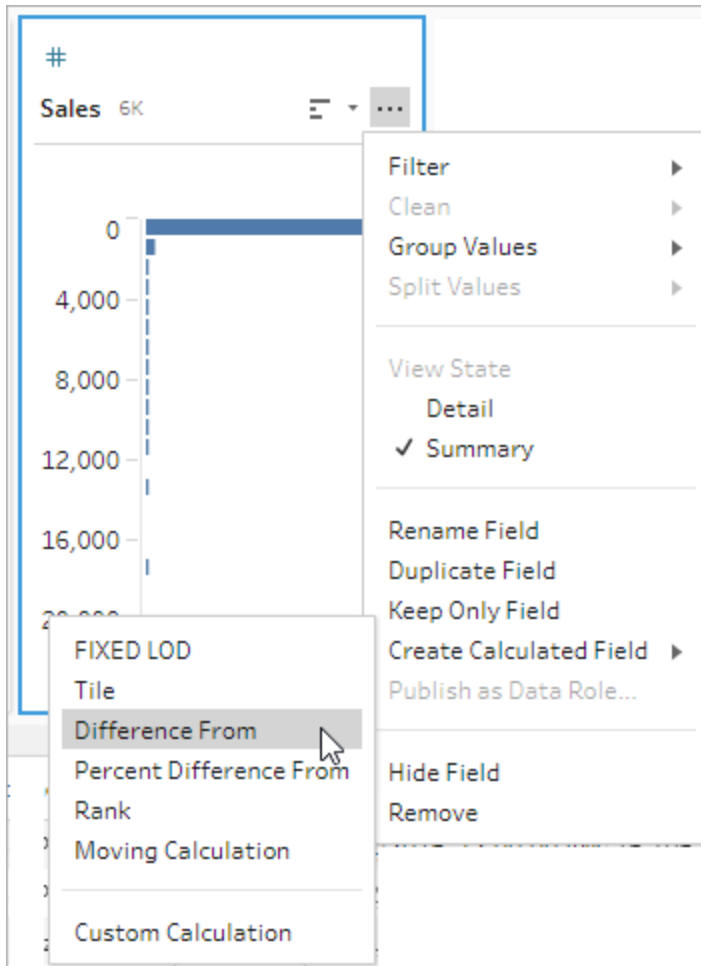 #
Sales 6K
...
Filter
Clean
Group Values
Split Values
View State
Detail
✓ Summary
Rename Field
Duplicate Field
Keep Only Field
Create Calculated Field
Publish as Data Role...
Hide Field
Remove
0
4,000
8,000
12,000
16,000
FIXED LOD
Tile
Difference From
Percent Difference From
Rank
Moving Calculation
Custom Calculation